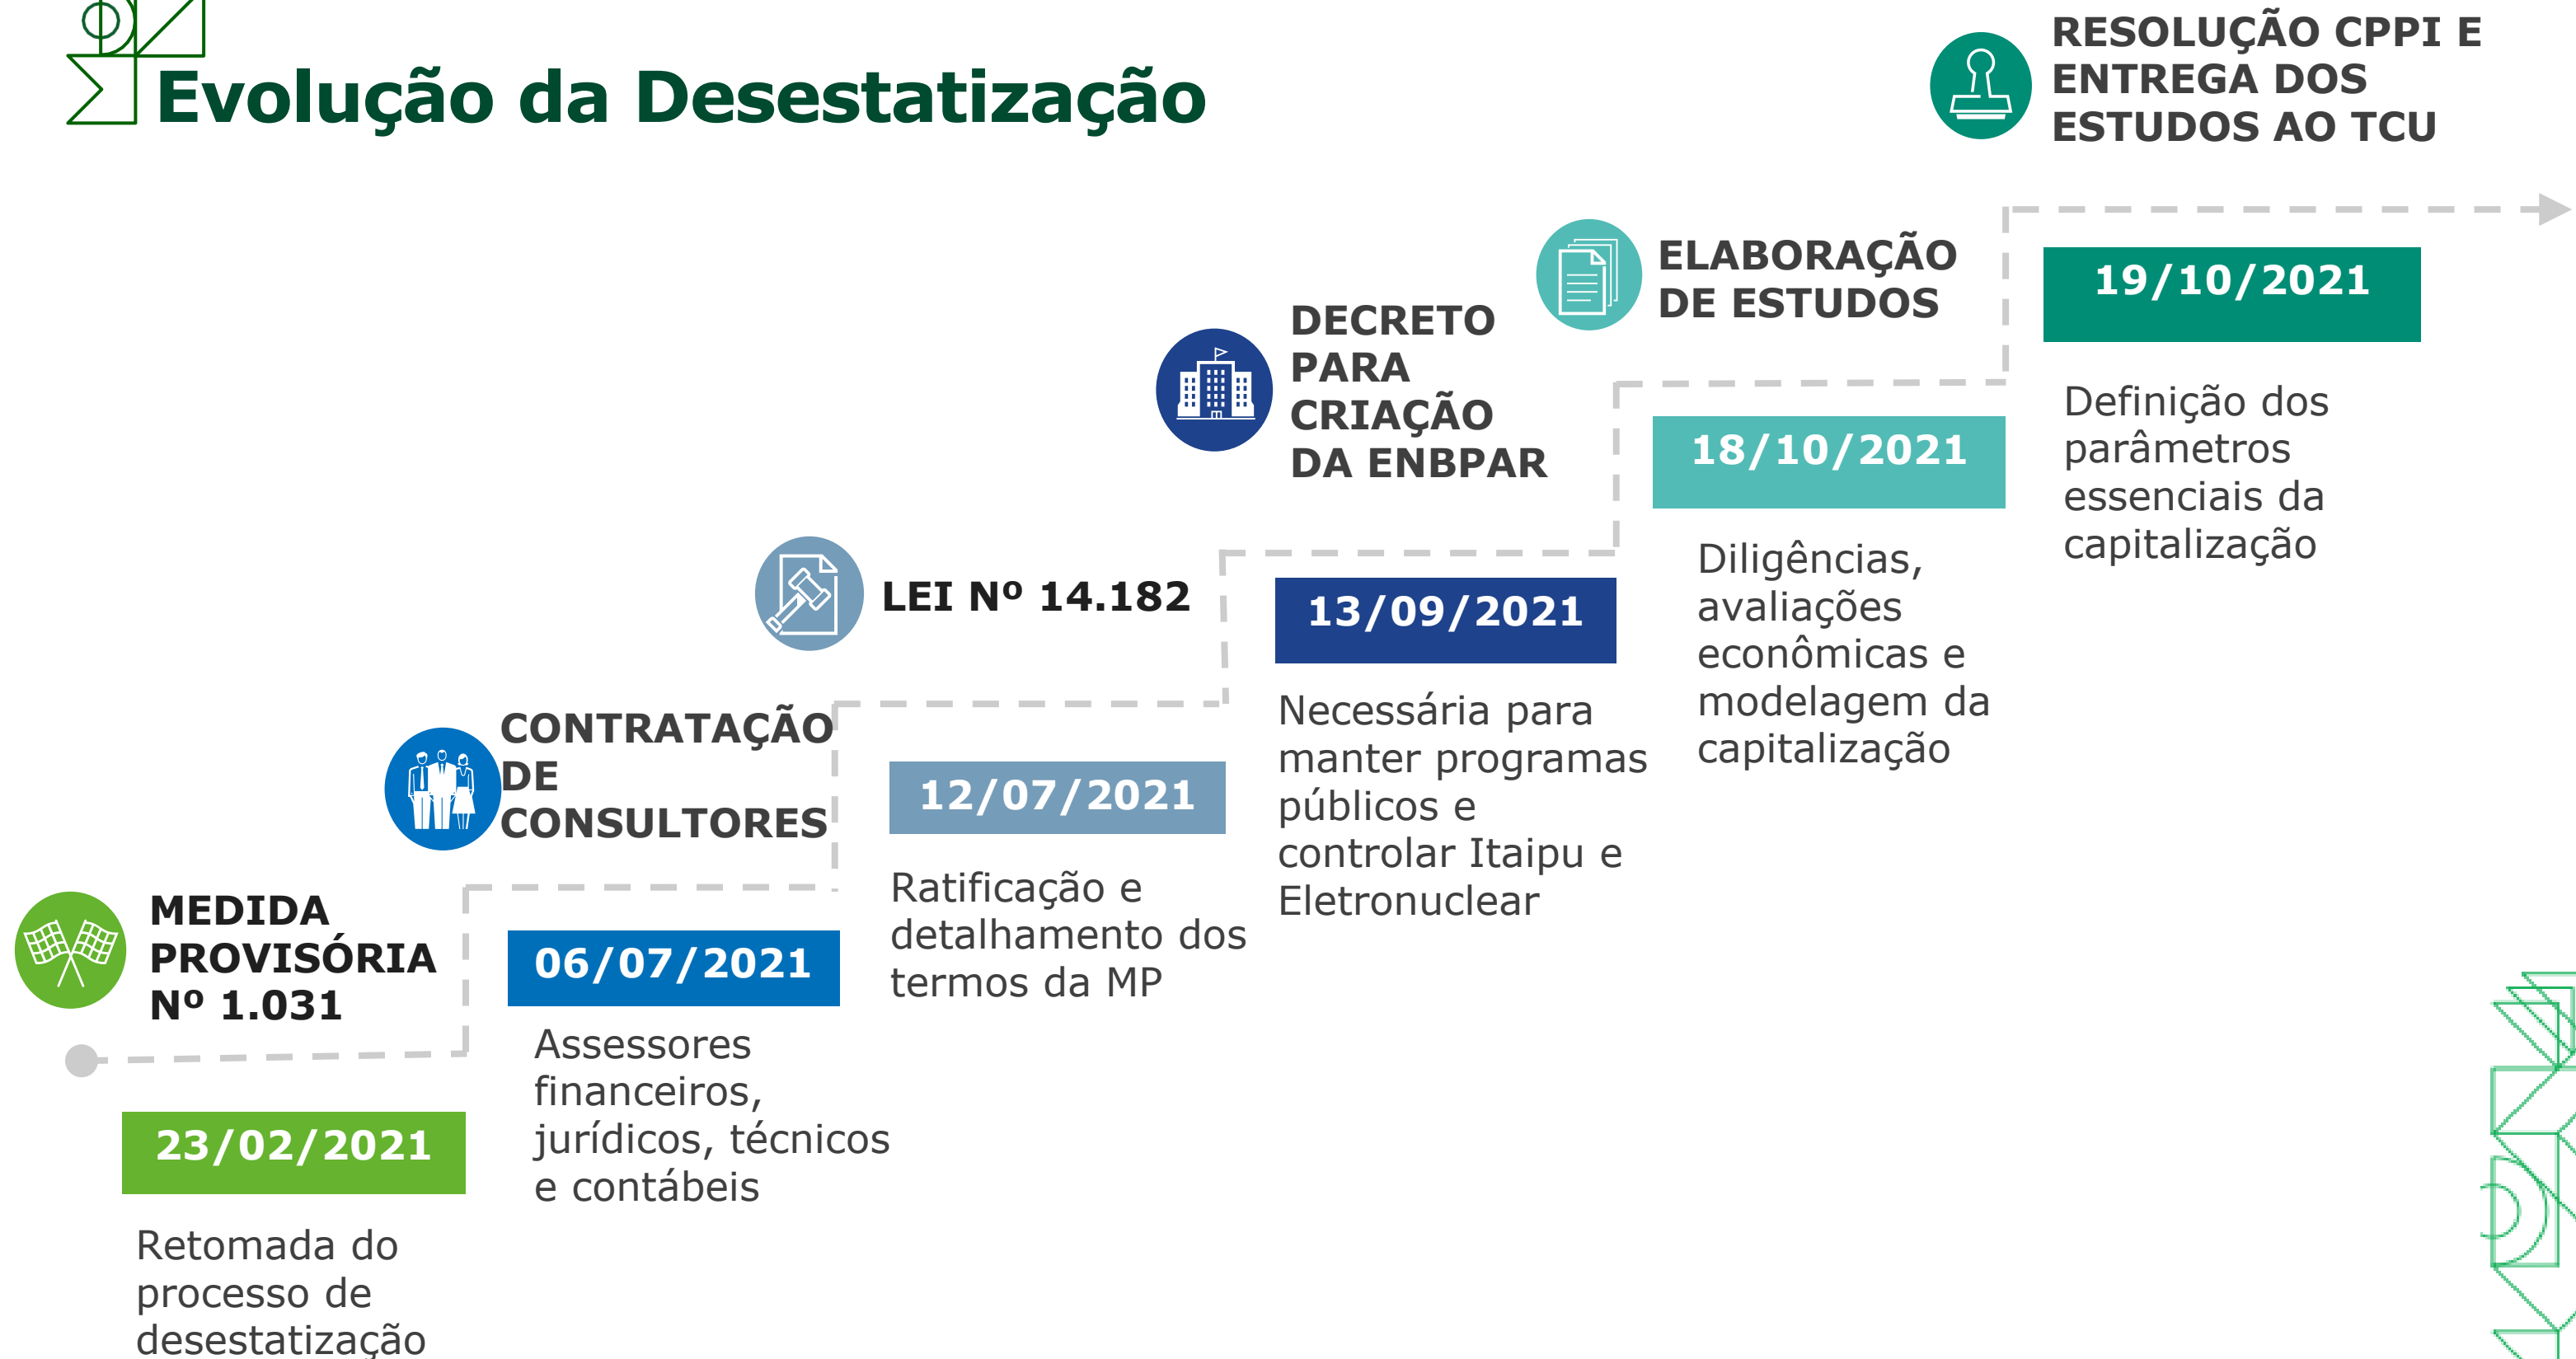 Evolução da Desestatização
MEDIDA
PROVISÓRIA
Nº 1.031
23/02/2021
Retomada do
processo de
desestatização
CONTRATAÇÃO
DE
CONSULTORES
06/07/2021
Assessores
financeiros,
jurídicos, técnicos
e contábeis
LEI Nº 14.182
12/07/2021
Ratificação e
detalhamento dos
termos da MP
DECRETO
PARA
CRIAÇÃO
DA ENBPAR
13/09/2021
Necessária para
manter programas
públicos e
controlar Itaipu e
Eletronuclear
ELABORAÇÃO
DE ESTUDOS
18/10/2021
Diligências,
avaliações
econômicas e
modelagem da
capitalização
RESOLUÇÃO CPPI E
ENTREGA DOS
ESTUDOS AO TCU
19/10/2021
Definição dos
parâmetros
essenciais da
capitalização